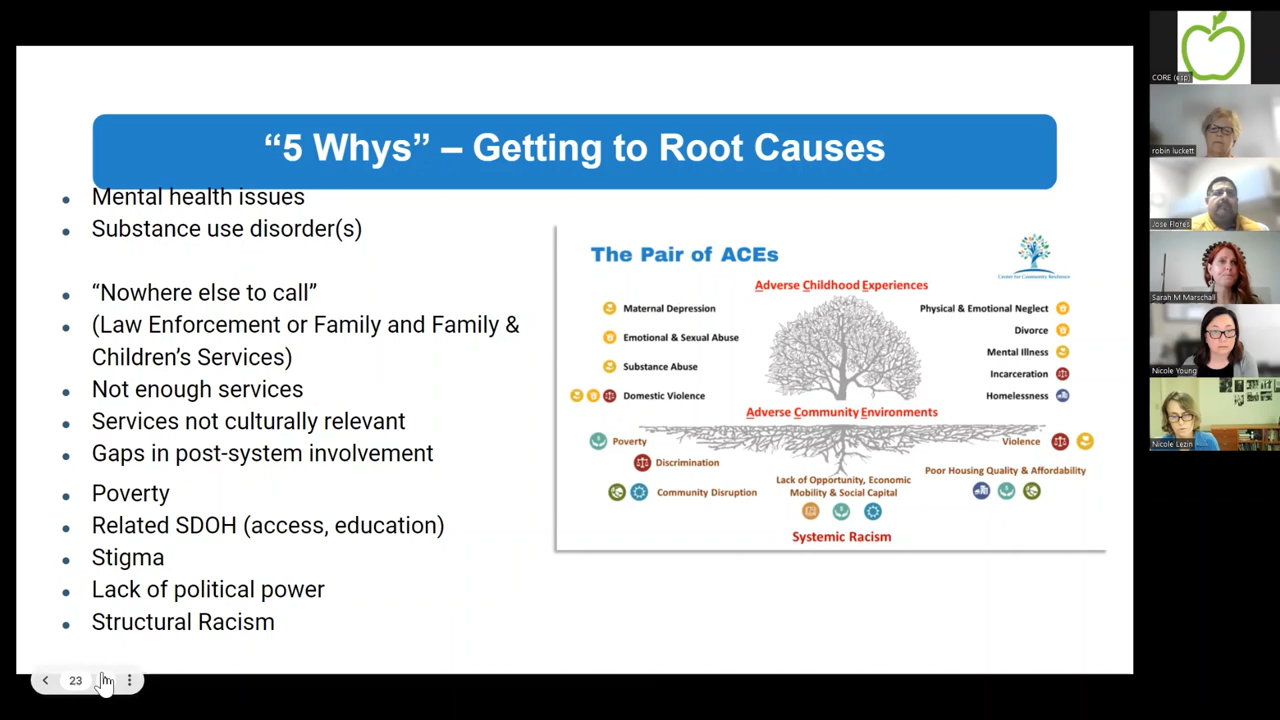 “5 Whys” – Getting to Root Causes
Mental health issues
Substance use disorder(s)
“Nowhere else to call”
(Law Enforcement or Family and Family &
Children’s Services)
Not enough services
Services not culturally relevant
Gaps in post-system involvement
Poverty
Related SDOH (access, education)
Stigma
Lack of political power
Structural Racism
The Pair of ACEs
Center for Community Resilience
Adverse Childhood Experiences
Maternal Depression
Emotional & Sexual Abuse
Substance Abuse
Domestic Violence
Physical & Emotional Neglect
Divorce
Mental Illness
Incarceration
Homelessness
Adverse Community Environments
Poverty
Discrimination
Community Disruption
Lack of Opportunity, Economic
Mobility & Social Capital
Violence
Poor Housing Quality & Affordability
Systemic Racism
23
CORE (esp)
robin luckett
Jose Flores
Sarah M Marschall
Nicole Young
Nicole Lezin